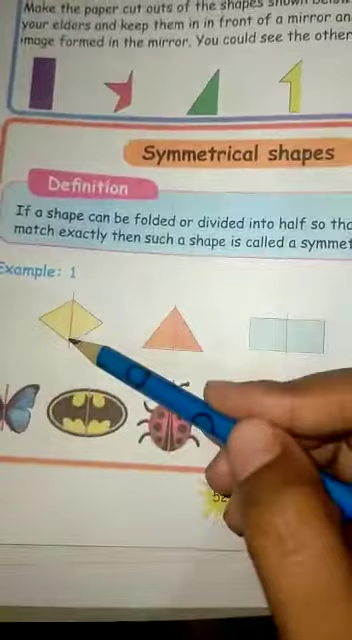 Make the paper cut outs of the shapes shown below
your elders and keep them in in front of a mirror an
image formed in the mirror. You could see the other
Symmetrical shapes
Definition
If a shape can be folded or divided into half so tha
match exactly then such a shape is called a symmet
Example: 1
52